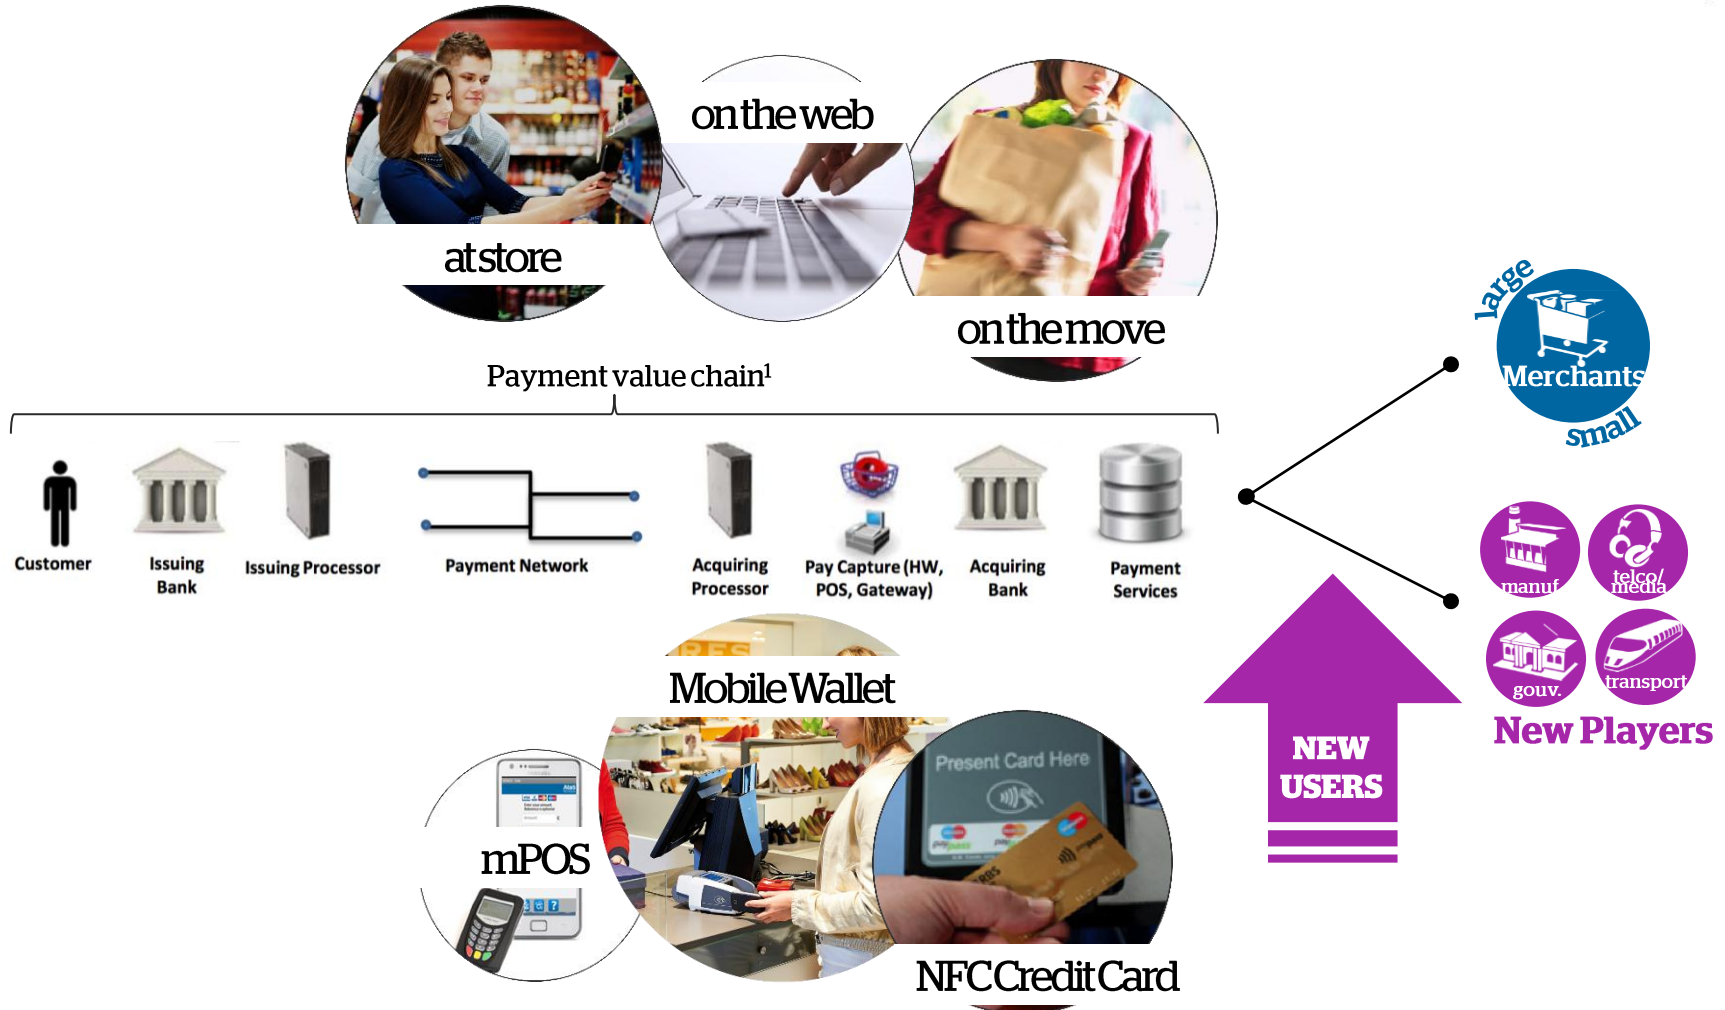 on the web
at store
on the move
Payment value chain¹
Customer
Issuing
Bank
Issuing Processor
Payment Network
Acquiring
Processor
Pay Capture (HW,
POS, Gateway)
Acquiring
Bank
Payment
Services
large
Merchants
small
manuf.
telco/
media
gouv.
transport
New Players
NEW
USERS
Mobile Wallet
mPOS
Present Card Here
NFC Credit Card